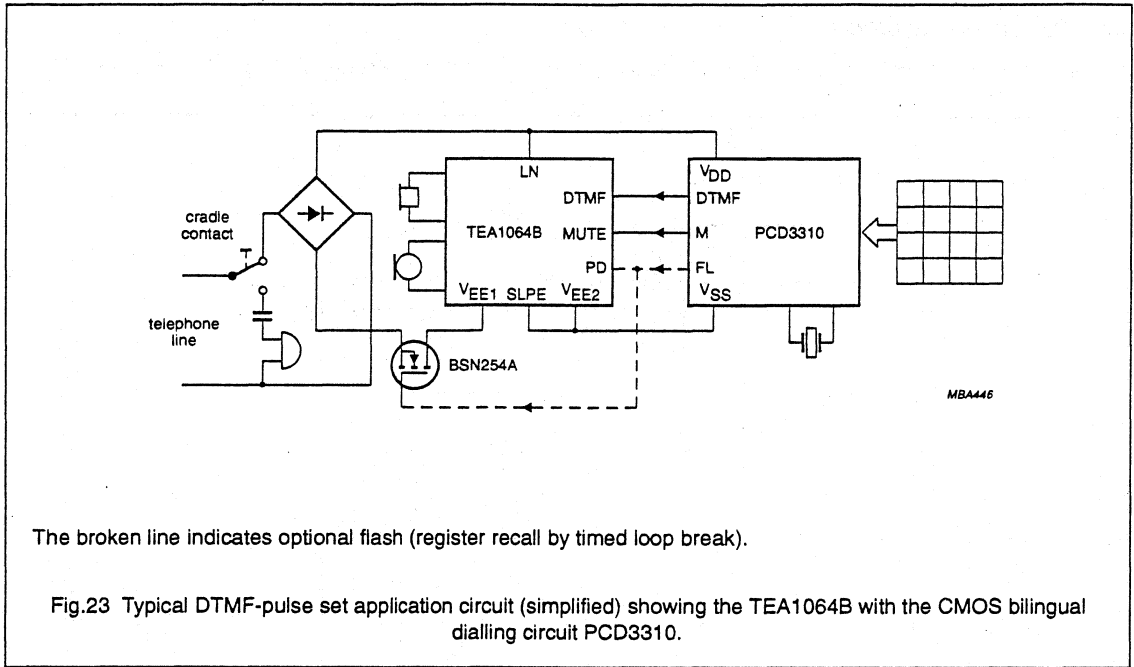 LN
VDD
DTMF
DTMF
cradle
contact
TEA1064B
MUTE
M
PCD3310
PD
FL
VEE1 SLPE VEE2
VSS
telephone
line
BSN254A
MBA446
The broken line indicates optional flash (register recall by timed loop break).
Fig.23 Typical DTMF-pulse set application circuit (simplified) showing the TEA1064B with the CMOS bilingual
dialling circuit PCD3310.